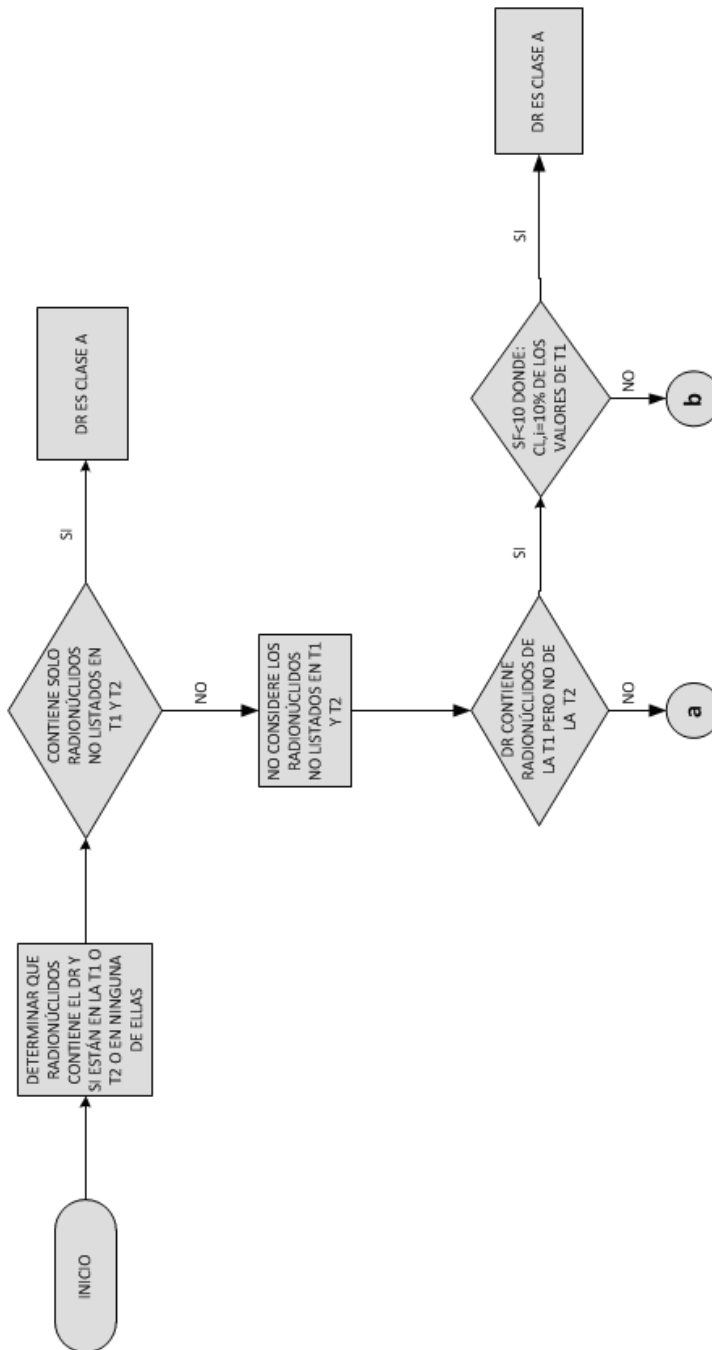 INICIO
DETERMINAR QUE
RADIONÚCLIDOS
CONTIENE EL DR Y
SI ESTÁN EN LA T1 O
T2 O EN NINGUNA
DE ELLAS
CONTIENE SOLO
RADIONÚCLIDOS
NO LISTADOS EN
T1 Y T2
SI
DR ES CLASE A
NO
NO CONSIDERE LOS
RADIONÚCLIDOS
NO LISTADOS EN T1
Y T2
DR CONTIENE
RADIONÚCLIDOS DE
LA T1 PERO NO DE
LA T2
SI
NO
a
SF<10 DONDE:
CL,i=10% DE LOS
VALORES DE T1
SI
DR ES CLASE A
NO
b